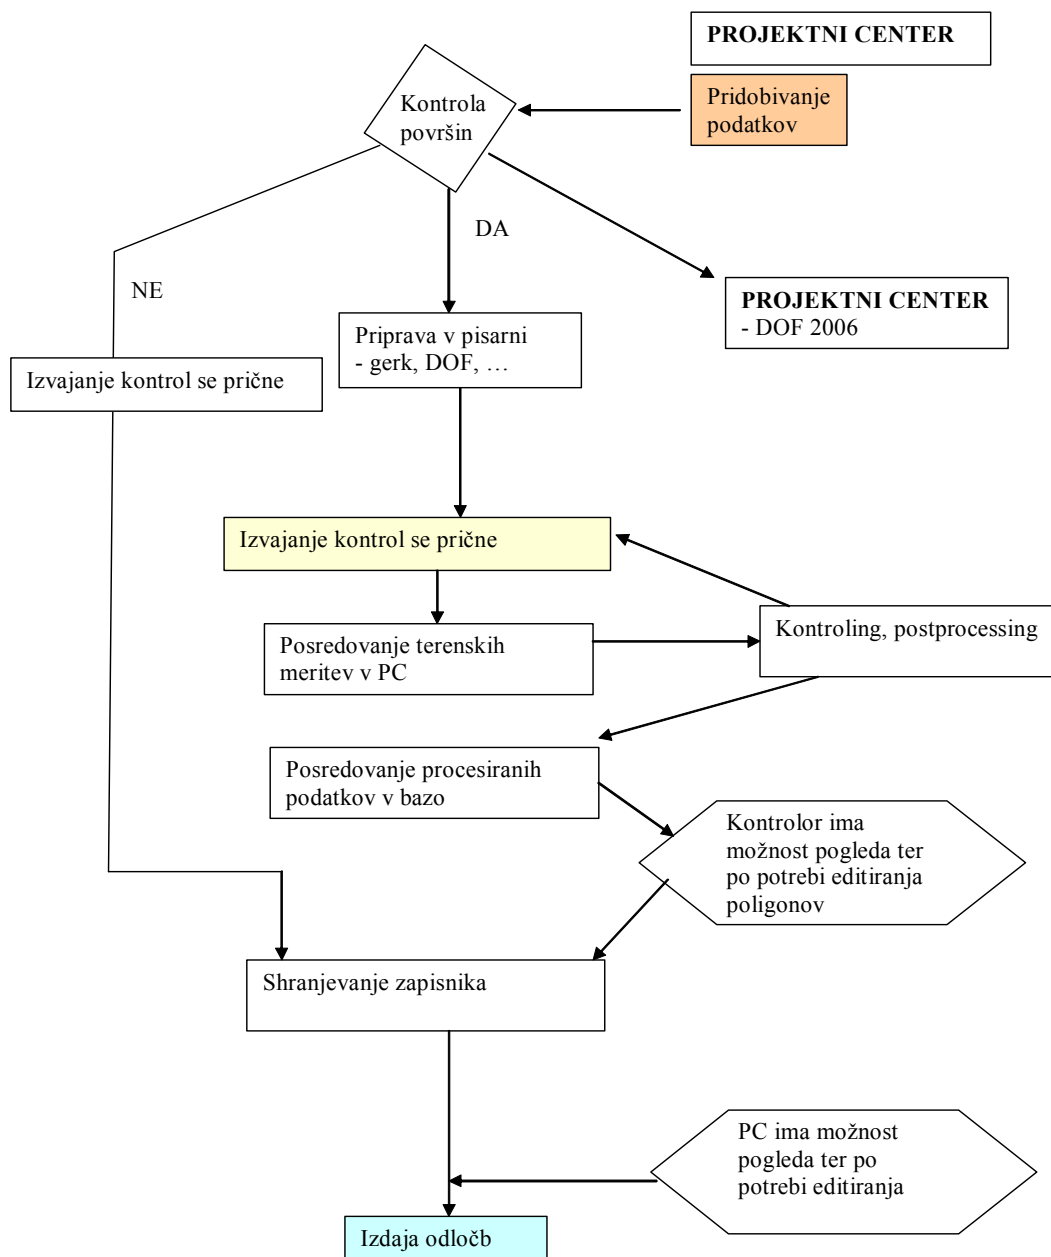 PROJEKTNI CENTER
Pridobivanje
podatkov
Kontrola
površin
DA
NE
PROJEKTNI CENTER
- DOF 2006
Priprava v pisarni
- gerk, DOF, …
Izvajanje kontrol se prične
Izvajanje kontrol se prične
Posredovanje terenskih
meritev v PC
Kontroling, postprocessing
Posredovanje procesiranih
podatkov v bazo
Kontrolor ima
možnost pogleda ter
po potrebi editiranja
poligonov
Shranjevanje zapisnika
PC ima možnost
pogleda ter po
potrebi editiranja
Izdaja odločb